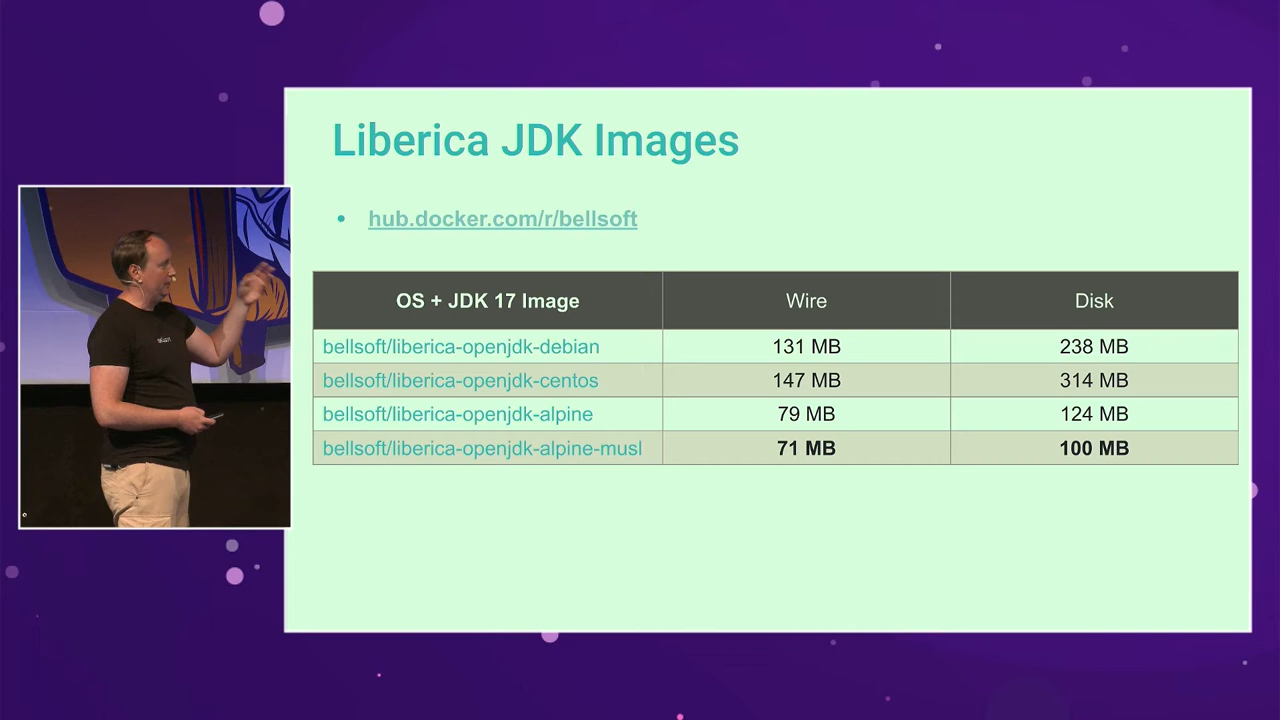 Liberica JDK Images
• hub.docker.com/r/bellsoft
OS + JDK 17 Image Wire Disk
bellsoft/liberica-openjdk-debian 131 MB 238 MB
bellsoft/liberica-openjdk-centos 147 MB 314 MB
bellsoft/liberica-openjdk-alpine 79 MB 124 MB
bellsoft/liberica-openjdk-alpine-musl 71 MB 100 MB